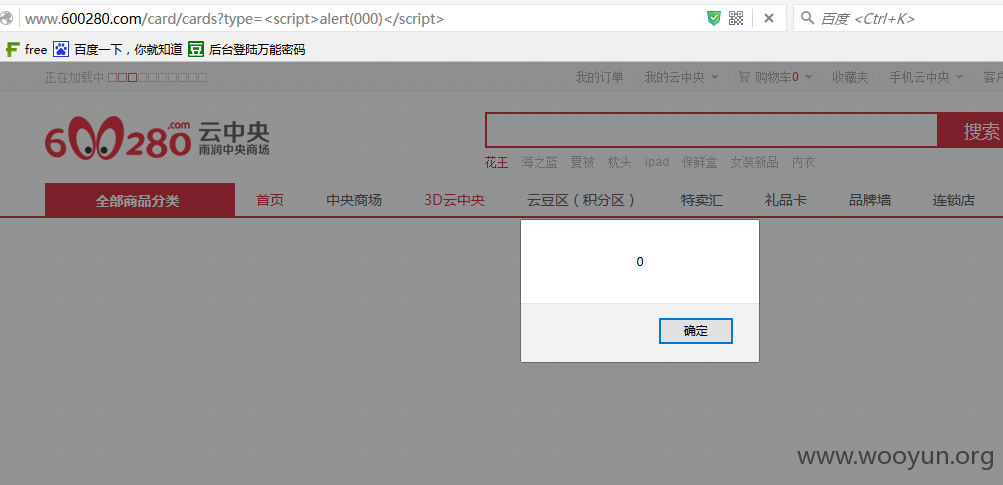 www.600280.com/card/cards?type=<script>alert(000)</script>
百度 <Ctrl+K>
free 百度一下，你就知道 后台登陆万能密码
正在加载中 我的订单 我的云中央 购物车0 收藏夹 手机云中央 客户
600280.com 云中央
雨润中央商场
搜索
花王 海之蓝 夏被 枕头 ipad 保鲜盒 女装新品 内衣
全部商品分类 首页 中央商场 3D云中央 云豆区（积分区） 特卖汇 礼品卡 品牌墙 连锁店
0
确定
www.wooyun.org